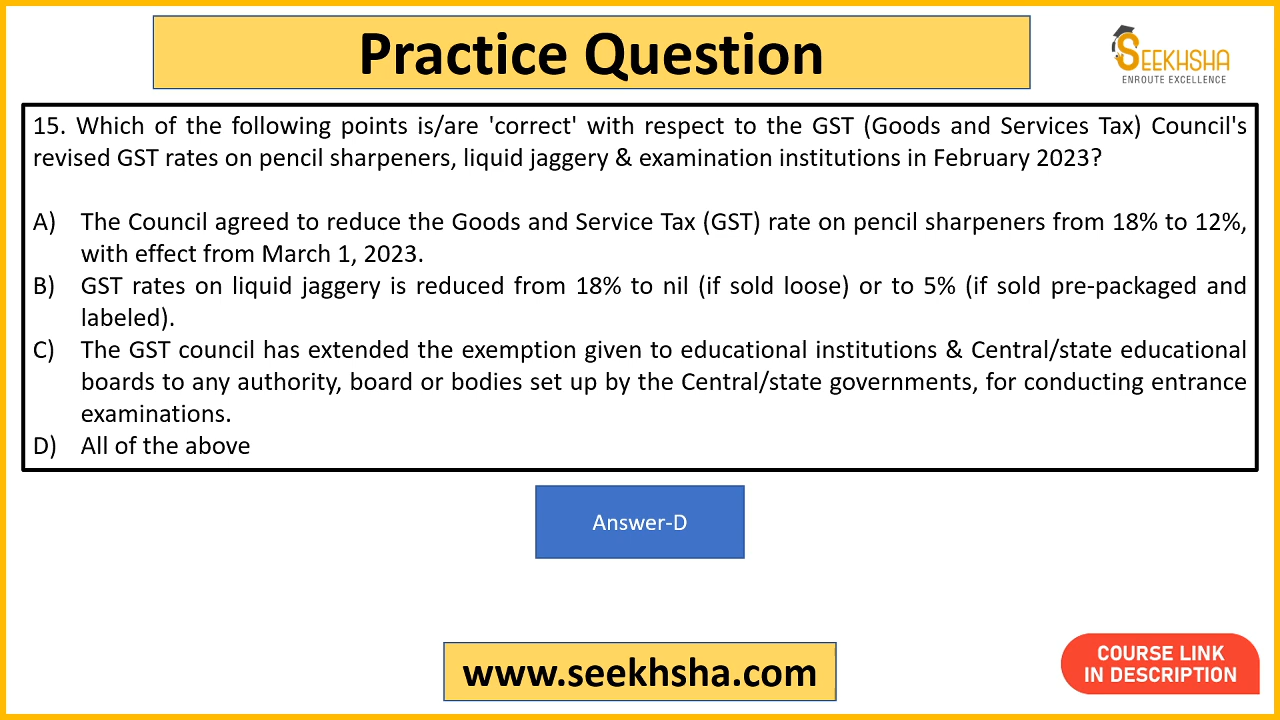 Practice Question
SEEKHSHA
ENROUTE EXCELLENCE
15. Which of the following points is/are 'correct' with respect to the GST (Goods and Services Tax) Council's
revised GST rates on pencil sharpeners, liquid jaggery & examination institutions in February 2023?
A) The Council agreed to reduce the Goods and Service Tax (GST) rate on pencil sharpeners from 18% to 12%,
with effect from March 1, 2023.
B) GST rates on liquid jaggery is reduced from 18% to nil (if sold loose) or to 5% (if sold pre-packaged and
labeled).
C) The GST council has extended the exemption given to educational institutions & Central/state educational
boards to any authority, board or bodies set up by the Central/state governments, for conducting entrance
examinations.
D) All of the above
Answer-D
www.seekhsha.com
COURSE LINK
IN DESCRIPTION